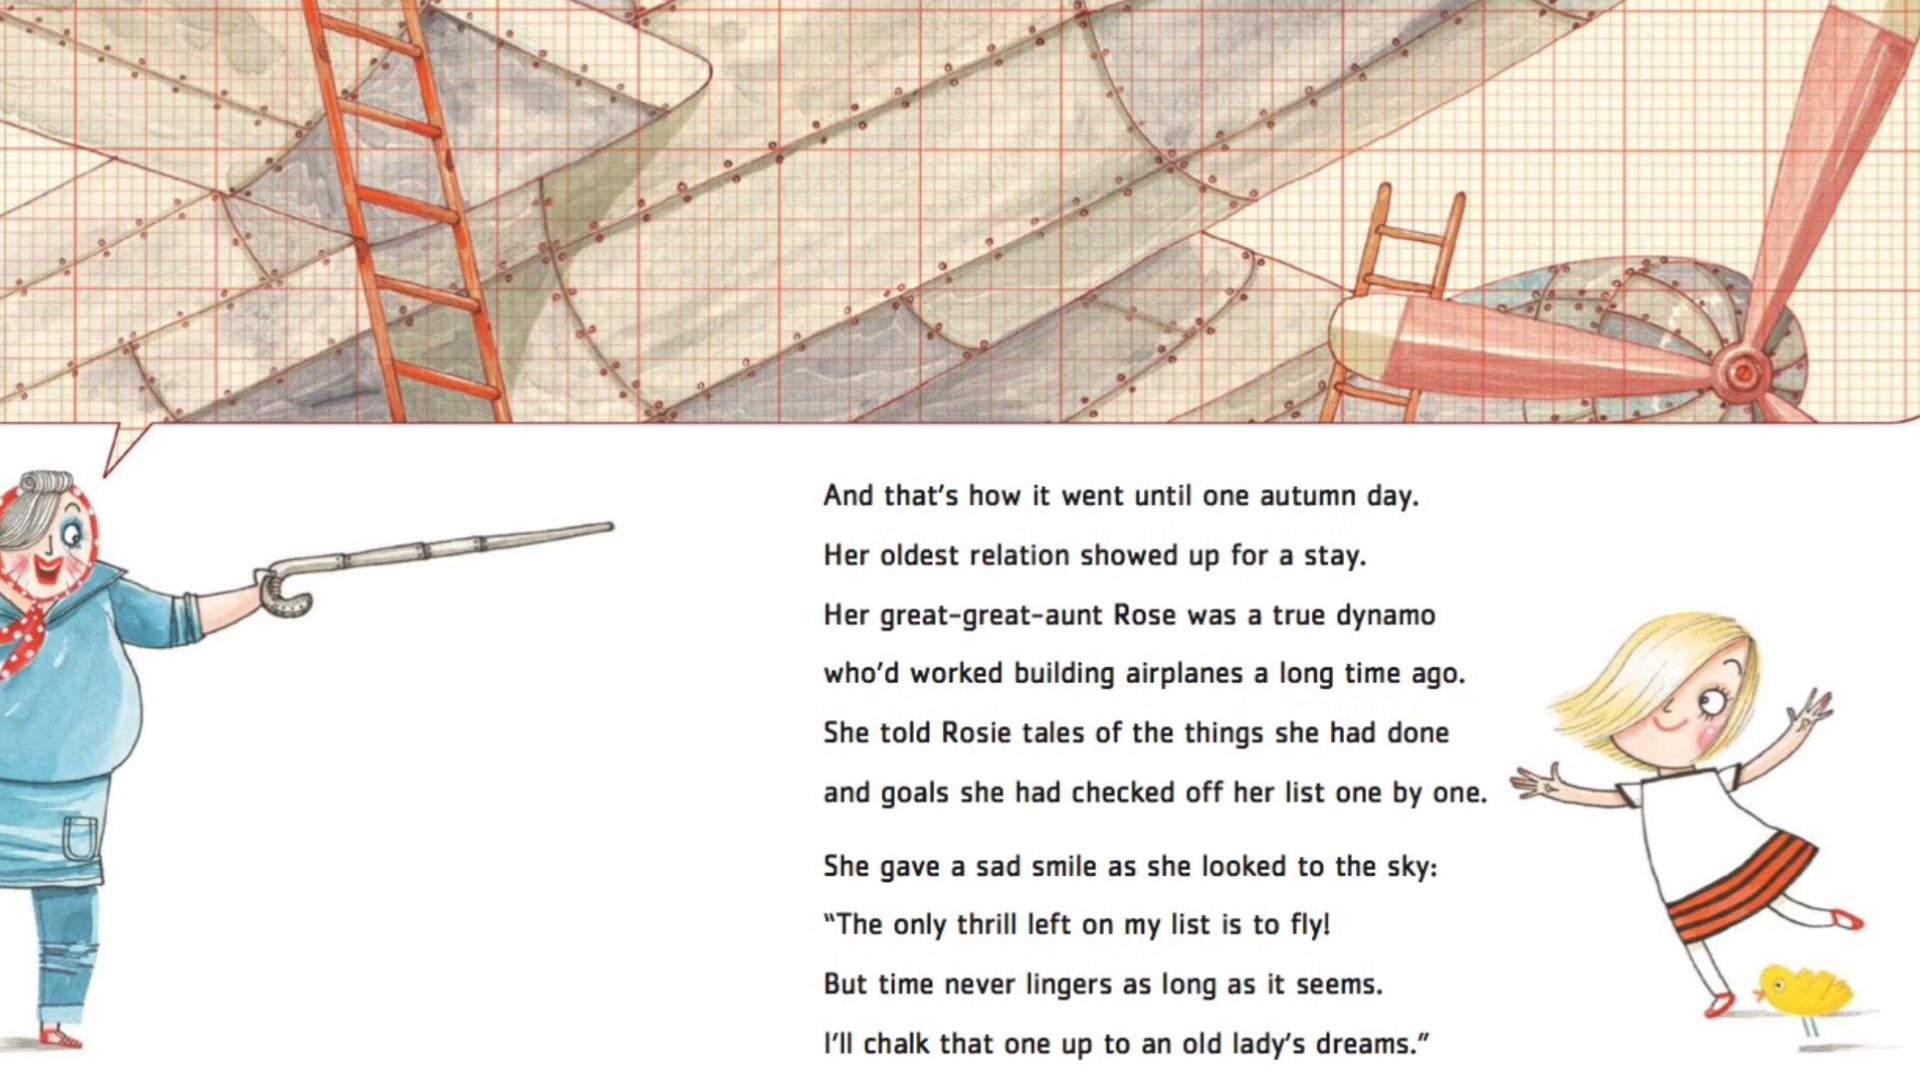 And that's how it went until one autumn day.
Her oldest relation showed up for a stay.
Her great-great-aunt Rose was a true dynamo
who'd worked building airplanes a long time ago.
She told Rosie tales of the things she had done
and goals she had checked off her list one by one.
She gave a sad smile as she looked to the sky:
“The only thrill left on my list is to fly!
But time never lingers as long as it seems.
I'll chalk that one up to an old lady's dreams.”